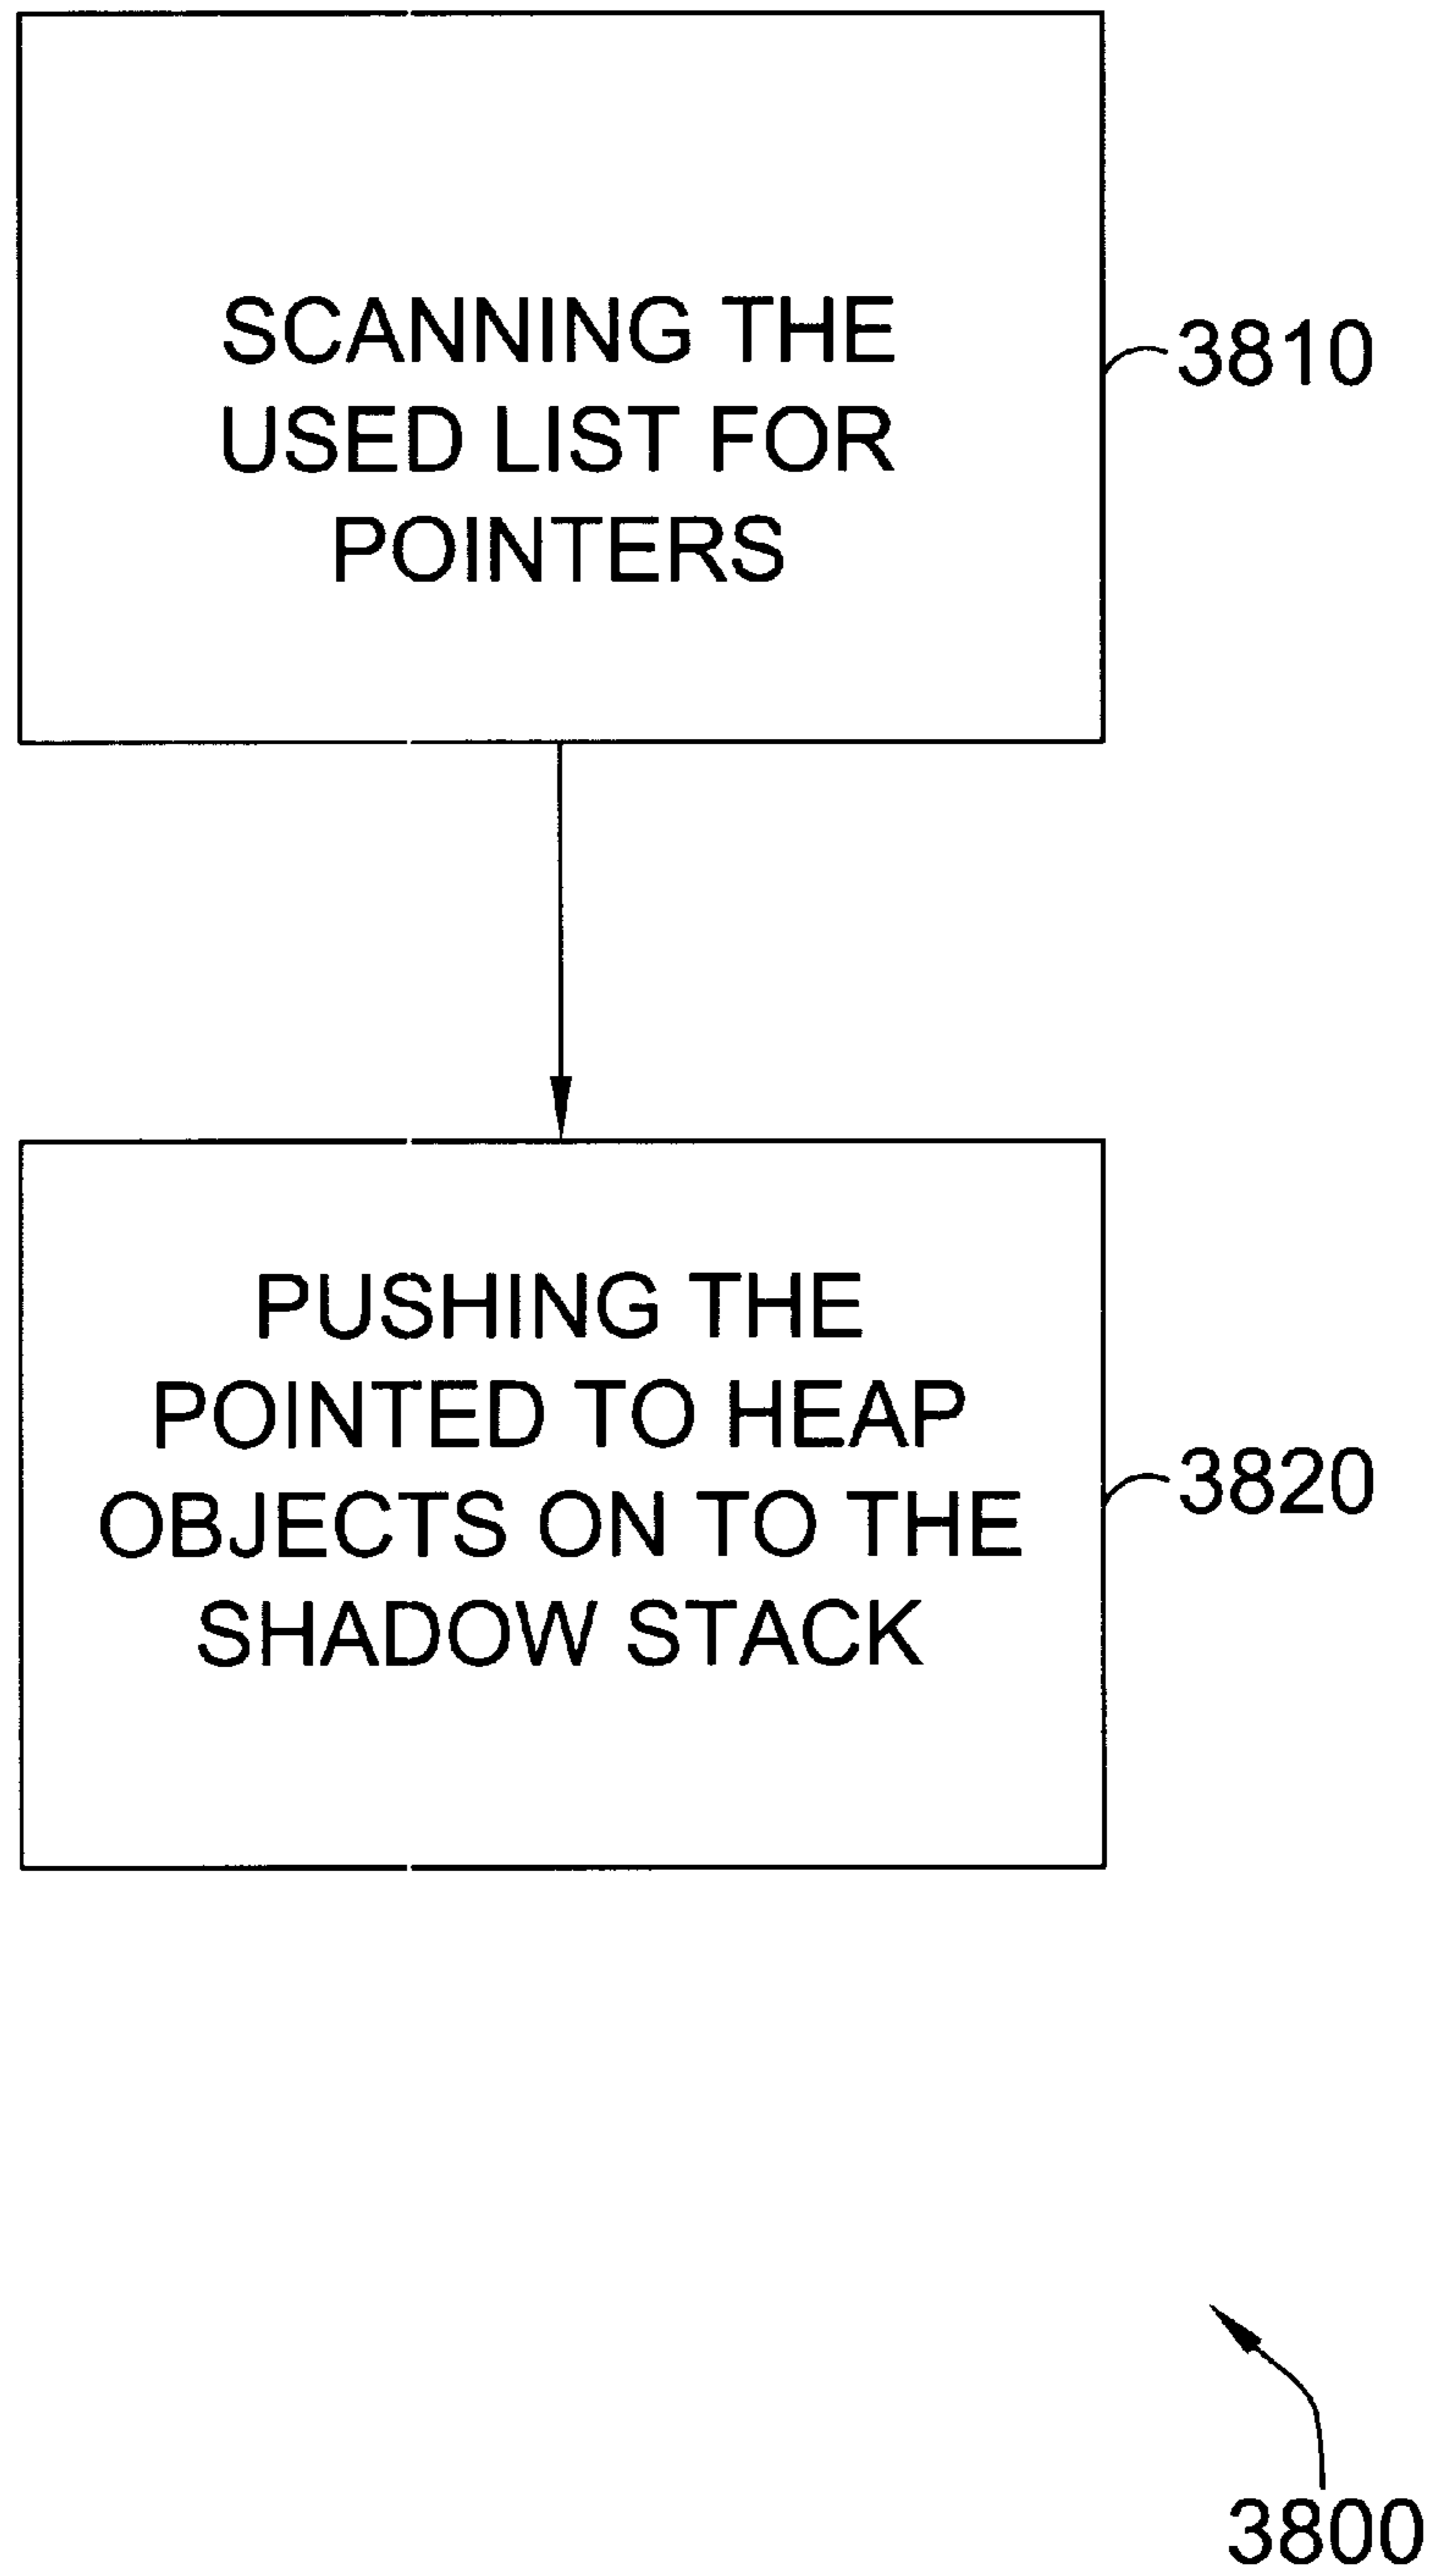 SCANNING THE
USED LIST FOR
POINTERS
3810
PUSHING THE
POINTED TO HEAP
OBJECTS ON TO THE
SHADOW STACK
3820
3800